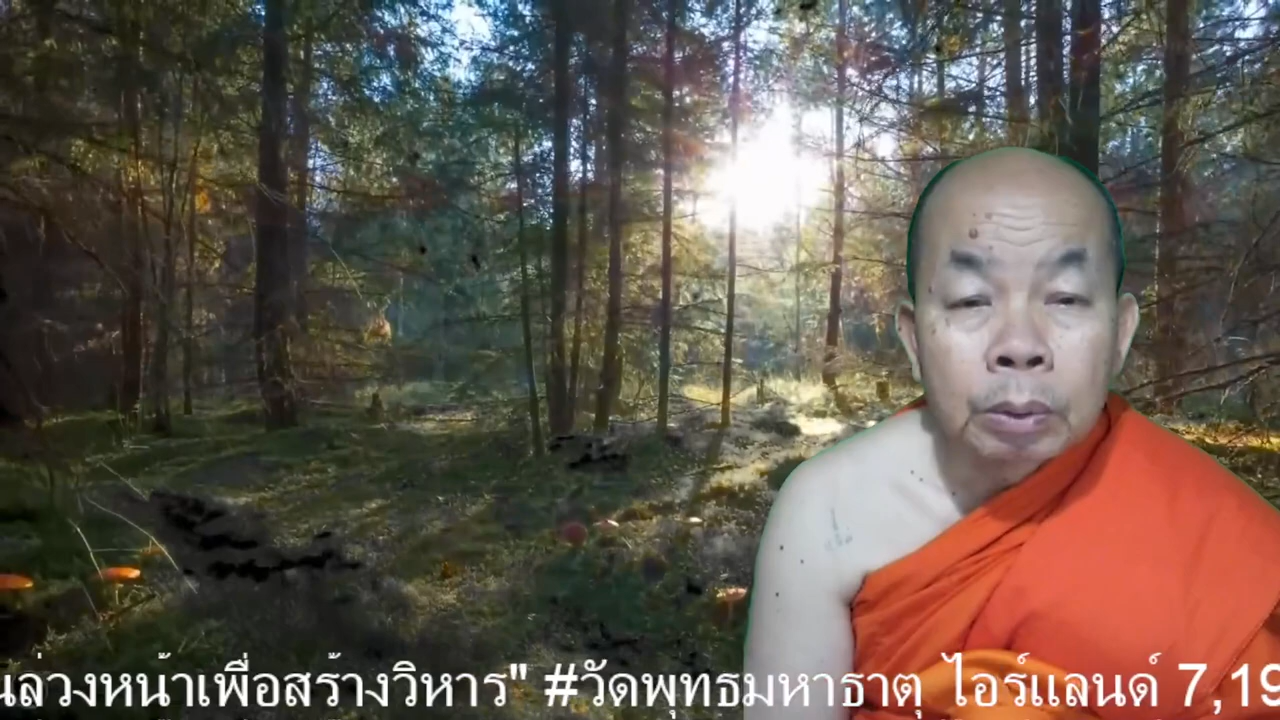 นล่วงหน้าเพื่อสร้างวิหาร" #วัดพุทธมหาธาตุ ไอร์แลนด์ 7,19